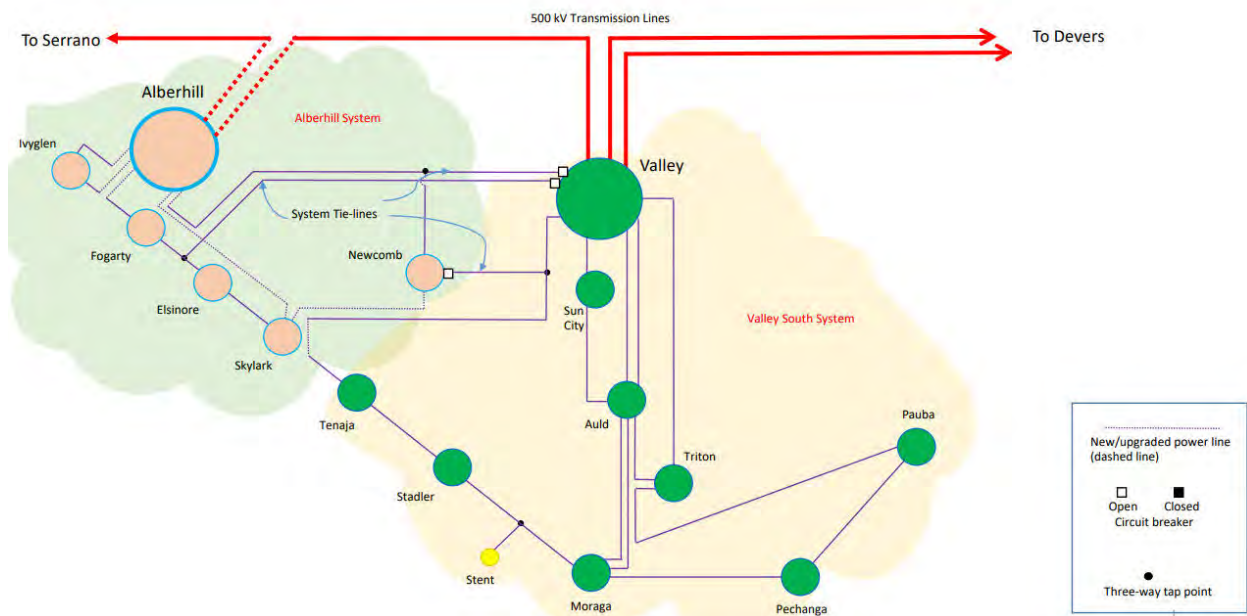 500 kV Transmission Lines
To Serrano
To Devers
Alberhill
Alberhill System
Ivyglen
Valley
System Tie-lines
Fogarty
Newcomb
Elsinore
Sun
City
Valley South System
Skylark
Tenaja
Auld
Pauba
Triton
Stadler
Stent
Moraga
Pechanga
New/upgraded power line
(dashed line)
Open
Closed
Circuit breaker
Three-way tap point